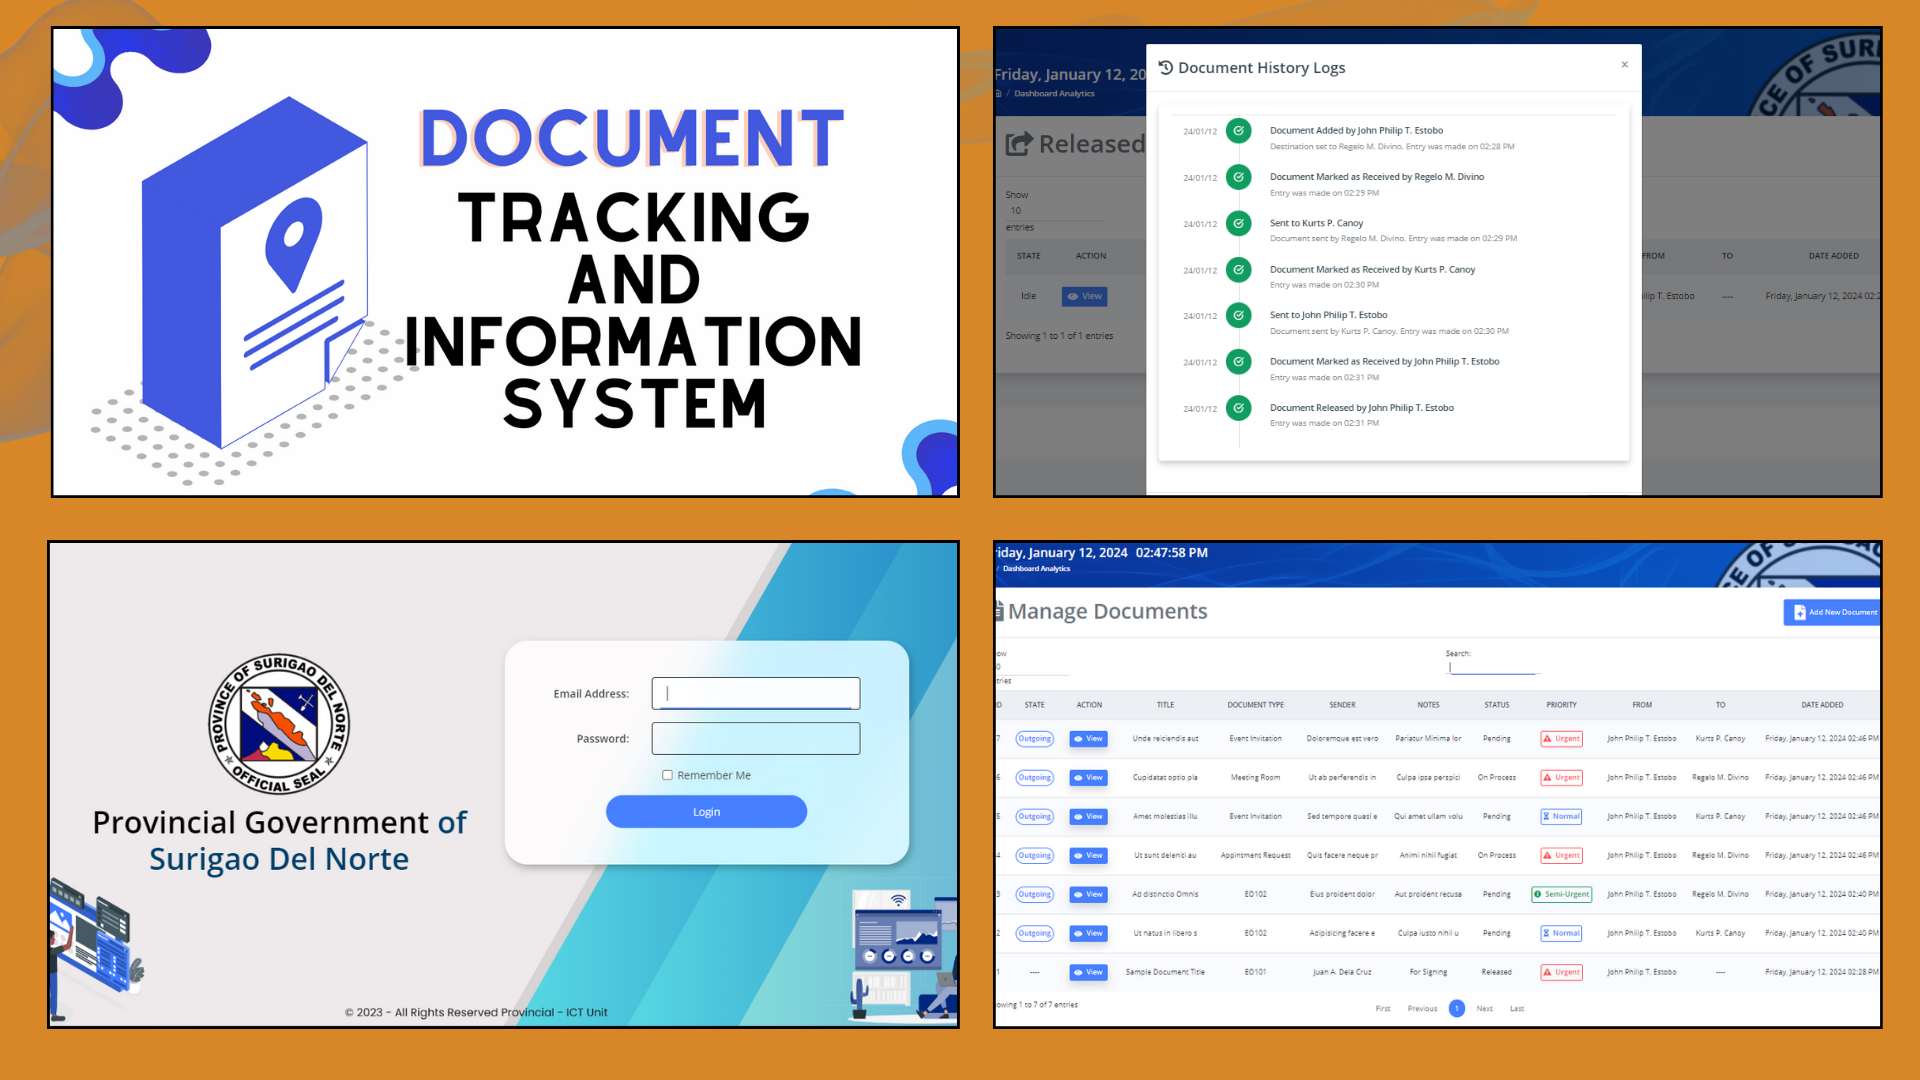 DOCUMENT
TRACKING
AND
INFORMATION
SYSTEM
Friday, January 12, 20
/ Dashboard Analytics
Released
Show
10
entries
STATE ACTION FROM TO DATE ADDED
Idle View ilip T. Estobo ---- Friday, January 12, 2024 02:2
Showing 1 to 1 of 1 entries
CE OF SUR
Document History Logs ×
24/01/12 Document Added by John Philip T. Estobo
Destination set to Regelo M. Divino. Entry was made on 02:28 PM
24/01/12 Document Marked as Received by Regelo M. Divino
Entry was made on 02:29 PM
24/01/12 Sent to Kurts P. Canoy
Document sent by Regelo M. Divino. Entry was made on 02:29 PM
24/01/12 Document Marked as Received by Kurts P. Canoy
Entry was made on 02:30 PM
24/01/12 Sent to John Philip T. Estobo
Document sent by Kurts P. Canoy. Entry was made on 02:30 PM
24/01/12 Document Marked as Received by John Philip T. Estobo
Entry was made on 02:31 PM
24/01/12 Document Released by John Philip T. Estobo
Entry was made on 02:31 PM
PROVINCE OF SURIGAO DEL NORTE
OFFICIAL SEAL
Provincial Government of
Surigao Del Norte
Email Address:
Password:
Remember Me
Login
© 2023 - All Rights Reserved Provincial - ICT Unit
riday, January 12, 2024 02:47:58 PM
/ Dashboard Analytics
Manage Documents
Add New Document
ow
0
tries
Search:
D STATE ACTION TITLE DOCUMENT TYPE SENDER NOTES STATUS PRIORITY FROM TO DATE ADDED
7 Outgoing View Unde reiciendis aut Event Invitation Doloremque est vero Pariatur Minima lor Pending Urgent John Philip T. Estobo Kurts P. Canoy Friday, January 12, 2024 02:46 PM
6 Outgoing View Cupidatat optio pla Meeting Room Ut ab perferendis in Culpa ipsa perspici On Process Urgent John Philip T. Estobo Regelo M. Divino Friday, January 12, 2024 02:46 PM
5 Outgoing View Amet molestias illu Event Invitation Sed tempore quasi e Qui amet ullam volu Pending Normal John Philip T. Estobo Kurts P. Canoy Friday, January 12, 2024 02:46 PM
4 Outgoing View Ut sunt deleniti au Appintment Request Quis facere neque pr Animi nihil fugiat On Process Urgent John Philip T. Estobo Regelo M. Divino Friday, January 12, 2024 02:46 PM
3 Outgoing View Ad distinctio Omnis EO102 Eius proident dolor Aut proident recusa Pending Semi-Urgent John Philip T. Estobo Regelo M. Divino Friday, January 12, 2024 02:40 PM
2 Outgoing View Ut natus in libero s EO102 Adipisicing facere e Culpa iusto nihil u Pending Normal John Philip T. Estobo Kurts P. Canoy Friday, January 12, 2024 02:40 PM
1 ---- View Sample Document Title EO101 Juan A. Dela Cruz For Signing Released Urgent John Philip T. Estobo ---- Friday, January 12, 2024 02:28 PM
owing 1 to 7 of 7 entries
First Previous 1 Next Last